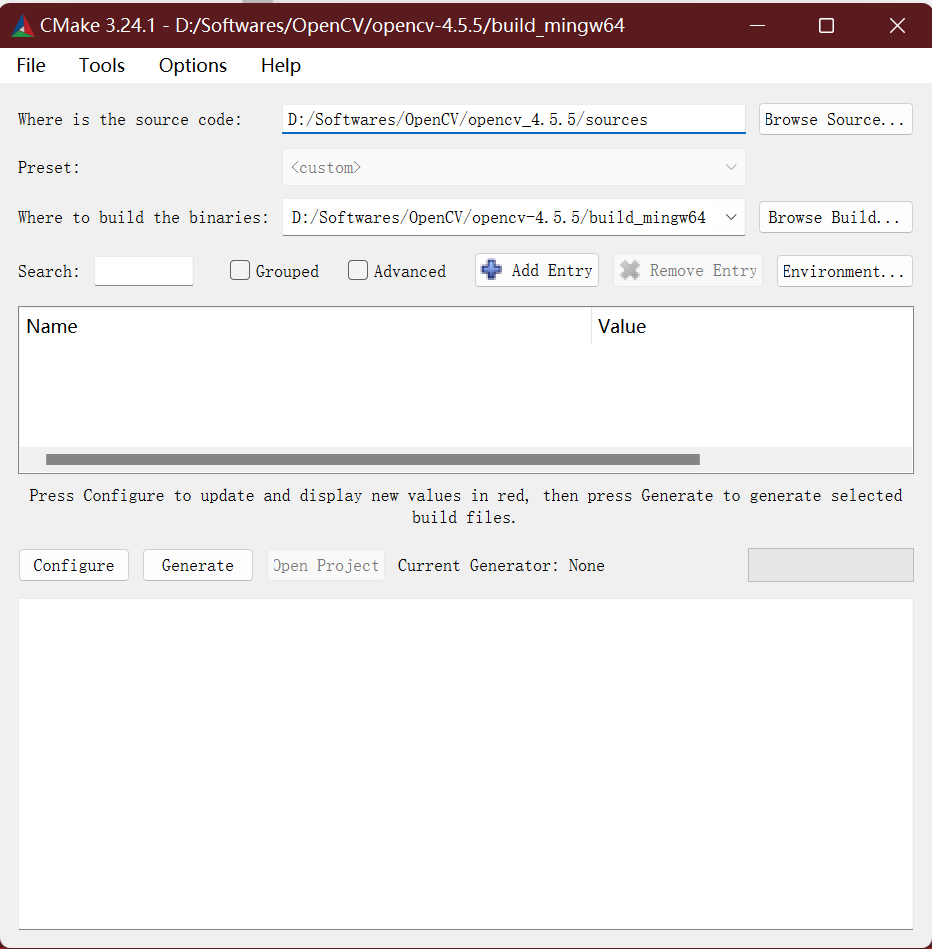 CMake 3.24.1 - D:/Softwares/OpenCV/opencv-4.5.5/build_mingw64
File Tools Options Help
Where is the source code: D:/Softwares/OpenCV/opencv_4.5.5/sources Browse Source...
Preset: <custom>
Where to build the binaries: D:/Softwares/OpenCV/opencv-4.5.5/build_mingw64 Browse Build...
Search: Grouped Advanced Add Entry Remove Entry Environment...
Name Value
Press Configure to update and display new values in red, then press Generate to generate selected
build files.
Configure Generate Open Project Current Generator: None